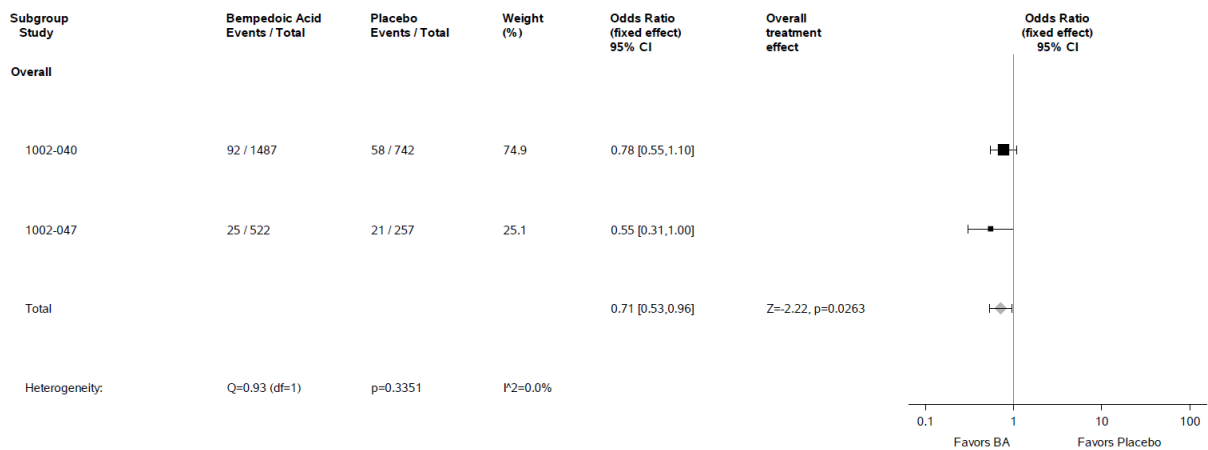 Subgroup Bempedoic Acid Placebo Weight Odds Ratio Overall Odds Ratio
Study Events / Total Events / Total (%) (fixed effect) treatment (fixed effect)
95% CI effect 95% CI
Overall
1002-040 92 / 1487 58 / 742 74.9 0.78 [0.55,1.10]
1002-047 25 / 522 21 / 257 25.1 0.55 [0.31,1.00]
Total 0.71 [0.53,0.96] Z=-2.22, p=0.0263
Heterogeneity: Q=0.93 (df=1) p=0.3351 I^2=0.0%
0.1 1 10 100
Favors BA Favors Placebo